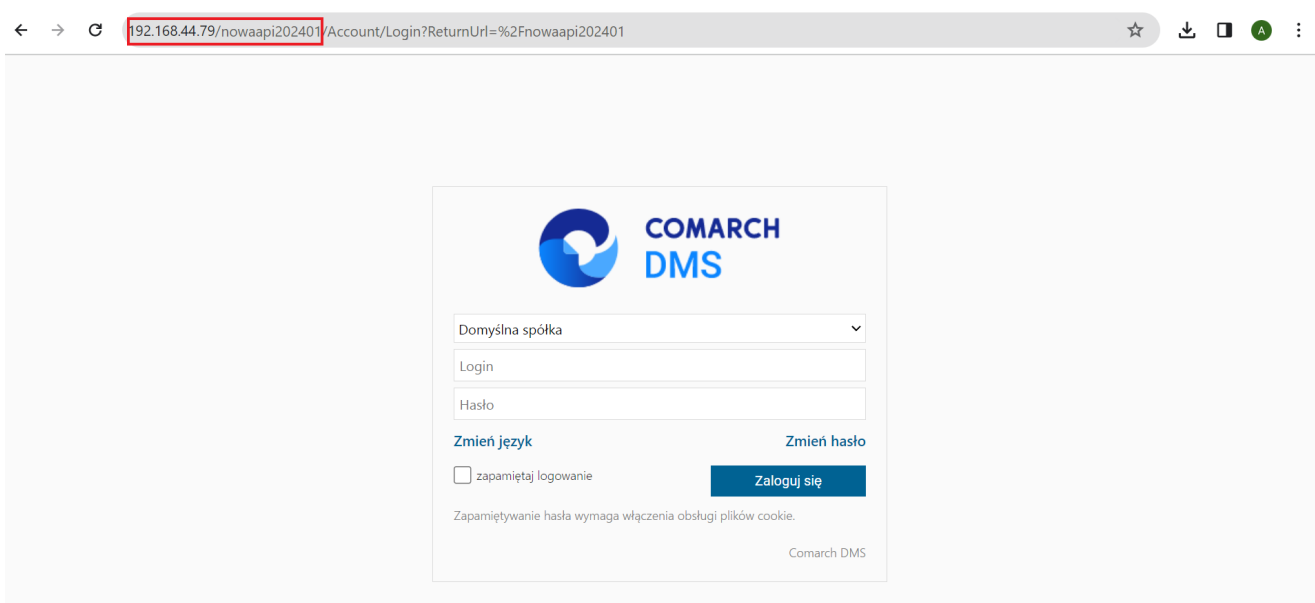 192.168.44.79/nowaapi202401/Account/Login?ReturnUrl=%2Fnowaapi202401
A
COMARCH
DMS
Domyślna spółka
Login
Hasło
Zmień język Zmień hasło
zapamiętaj logowanie Zaloguj się
Zapamiętywanie hasła wymaga włączenia obsługi plików cookie.
Comarch DMS